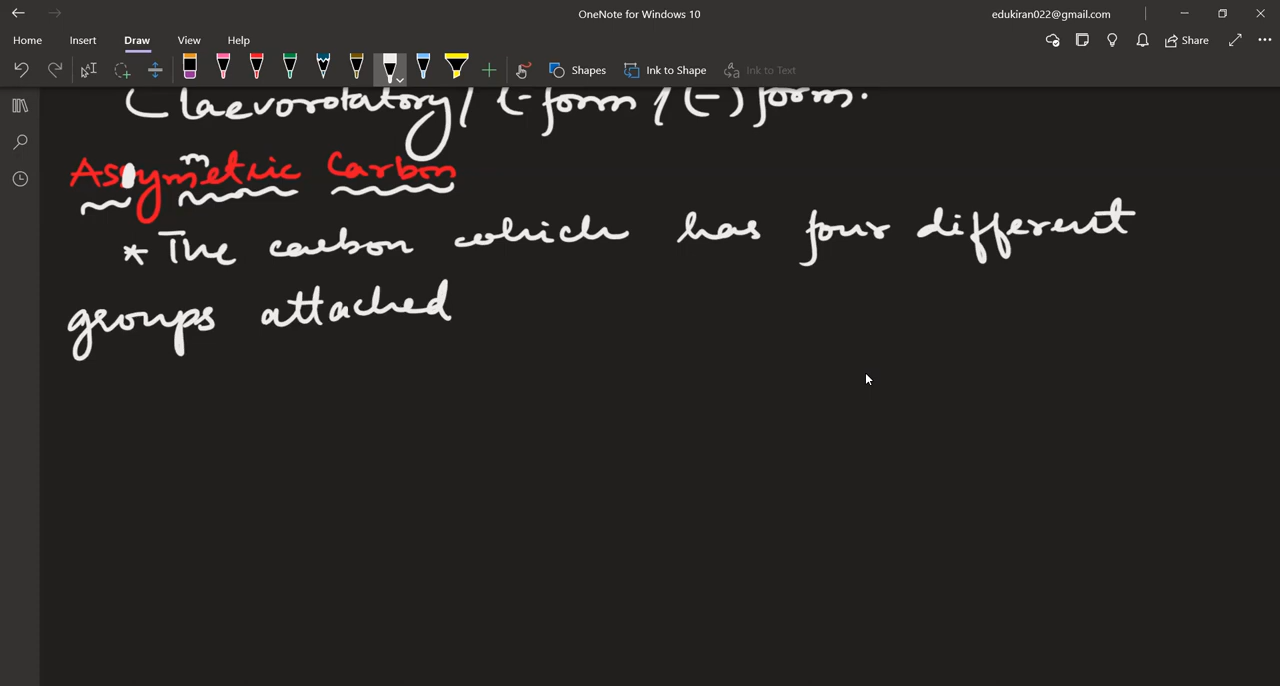 OneNote for Windows 10
edukiran022@gmail.com
Home Insert Draw View Help
Share
Shapes Ink to Shape Ink to Text
(laevorotatory / l-form / (-) form.
Asymmetric Carbon
* The carbon which has four different
groups attached